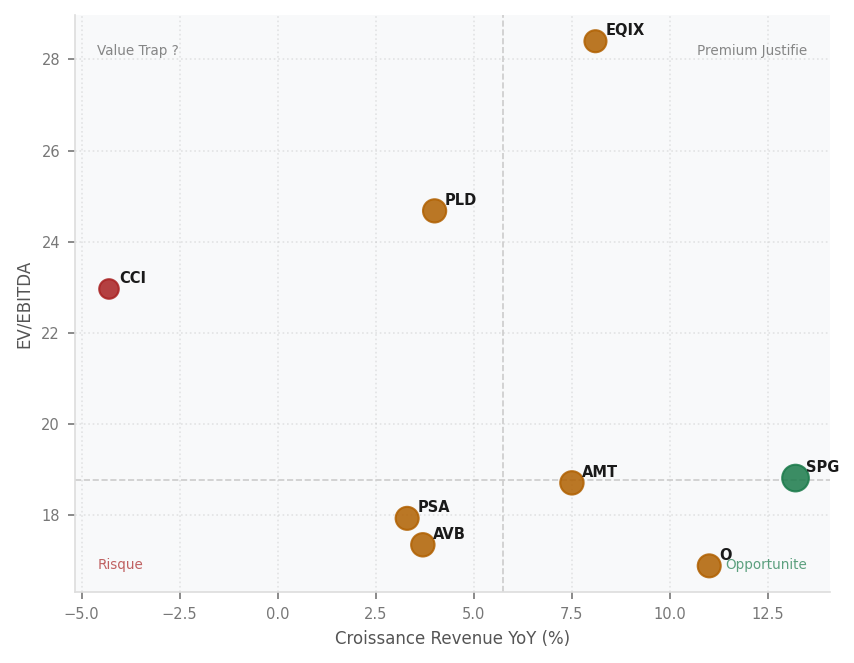 EQIX
Value Trap ?
Premium Justifie
28
26
PLD
24
CCI
22
20
SPG
AMT
18
PSA
AVB
O
Risque
Opportunite
EV/EBITDA
−5.0
−2.5
0.0
2.5
5.0
7.5
10.0
12.5
Croissance Revenue YoY (%)